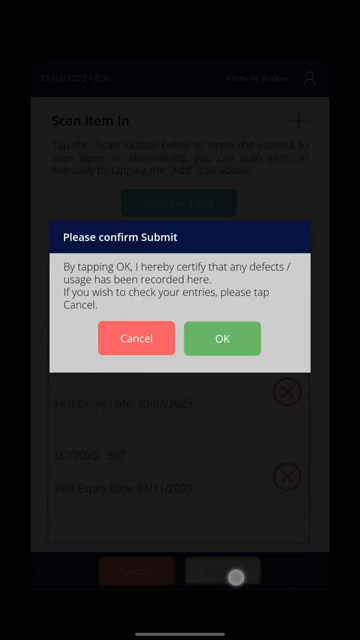 27/02/2023 13:36
Peter W Walker
Scan Item In
Tap the 'Scan' button below to open the camera to
scan items in. Alternatively, you can scan items in
manually by tapping the "Add" icon above.
Scan QR Code
Please confirm Submit
By tapping OK, I hereby certify that any defects /
usage has been recorded here.
If you wish to check your entries, please tap
Cancel.
Cancel
OK
First Expiry Date: 20/03/2023
First Expiry Date: 01/11/2023
Cancel